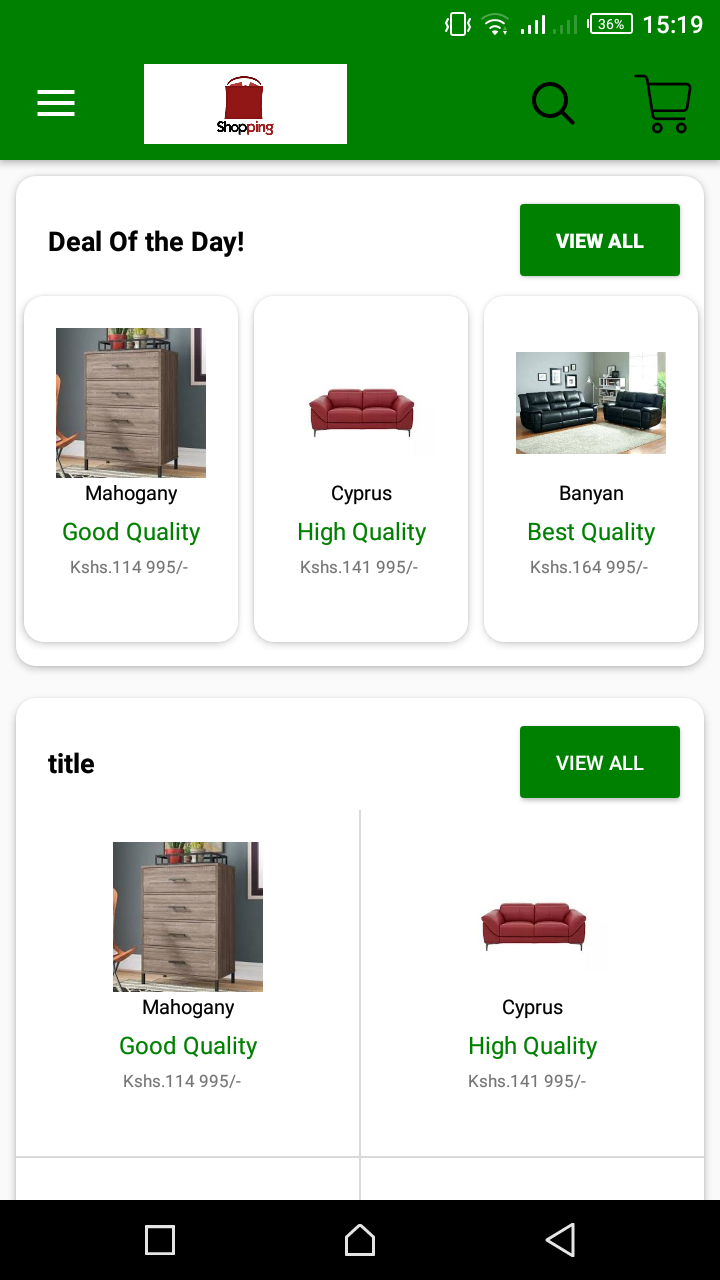 36% 15:19
Shopping
Deal Of the Day!
VIEW ALL
Mahogany
Good Quality
Kshs.114 995/-
Cyprus
High Quality
Kshs.141 995/-
Banyan
Best Quality
Kshs.164 995/-
title
VIEW ALL
Mahogany
Good Quality
Kshs.114 995/-
Cyprus
High Quality
Kshs.141 995/-